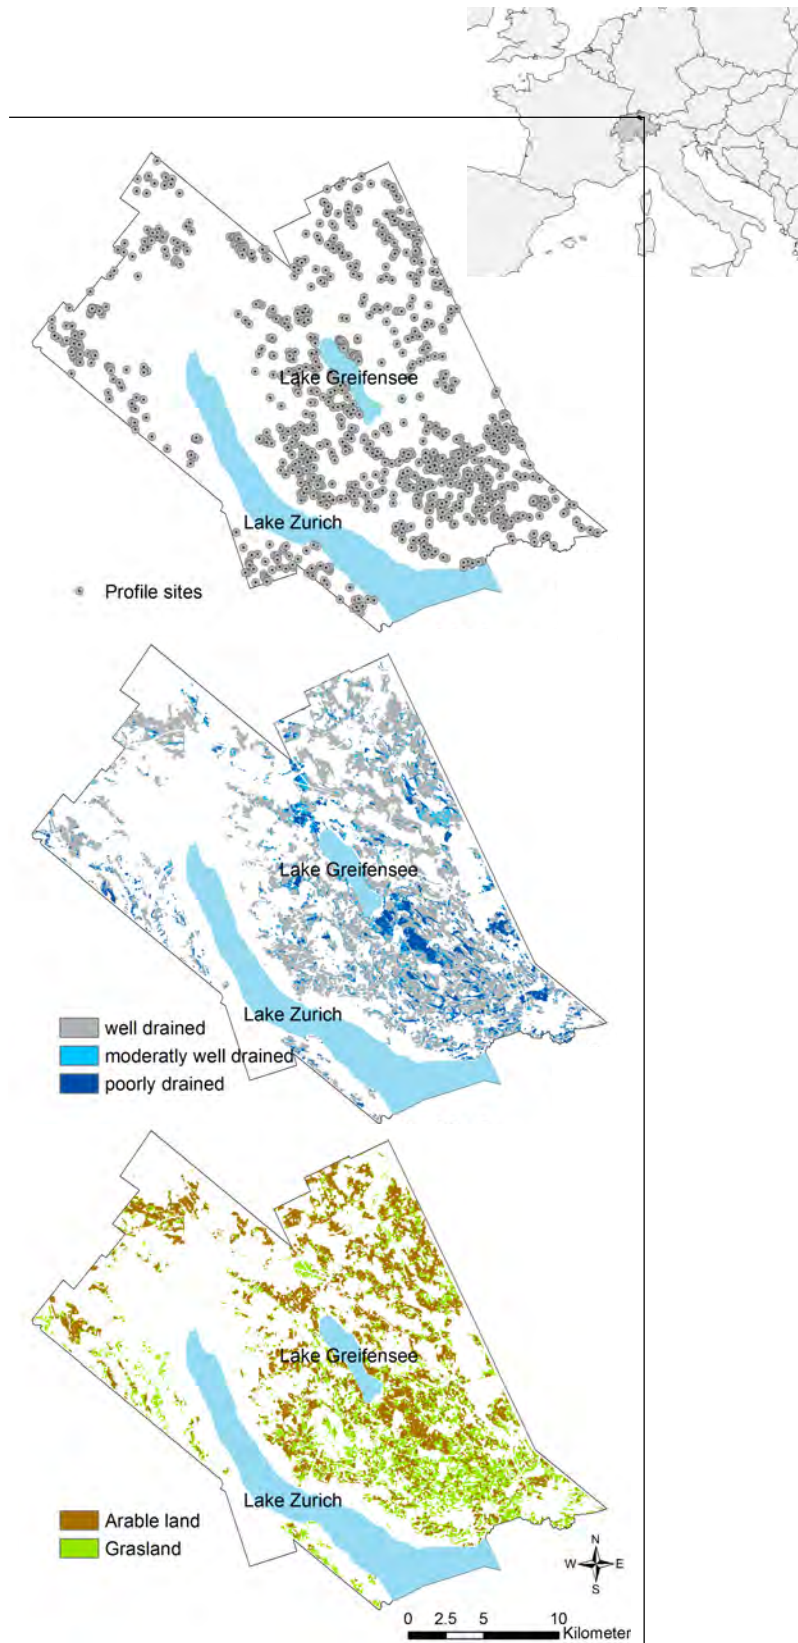 Lake Greifensee
Lake Zurich
Profile sites
Lake Greifensee
Lake Zurich
well drained
moderatly well drained
poorly drained
Lake Greifensee
Lake Zurich
Arable land
Grasland
N
W E
S
0 2.5 5 10
Kilometer